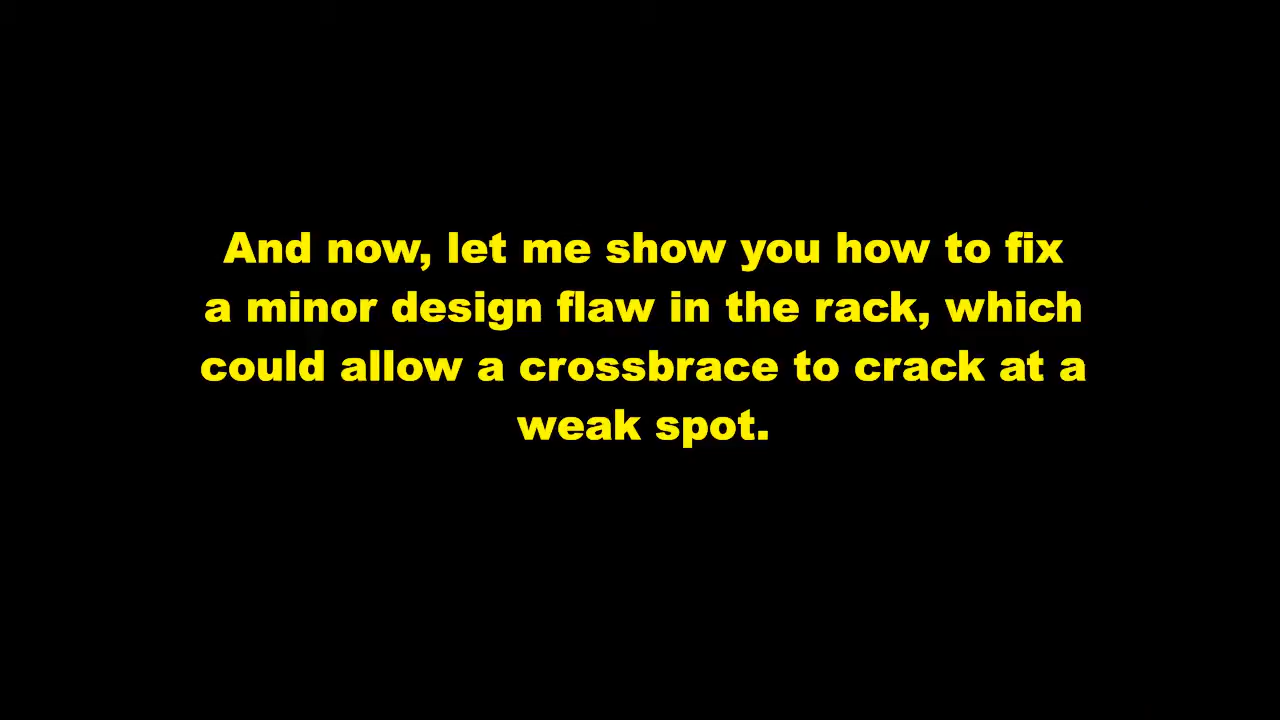 And now, let me show you how to fix
a minor design flaw in the rack, which
could allow a crossbrace to crack at a
weak spot.